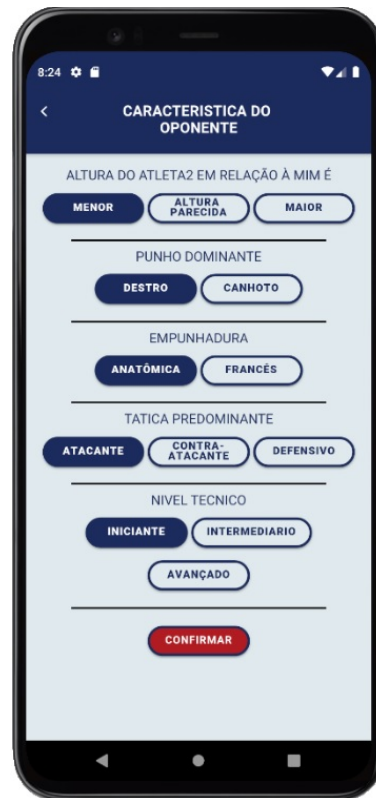 8:24
CARACTERISTICA DO
OPONENTE
ALTURA DO ATLETA2 EM RELAÇÃO À MIM É
MENOR
ALTURA
PARECIDA
MAIOR
PUNHO DOMINANTE
DESTRO
CANHOTO
EMPUNHADURA
ANATÔMICA
FRANCÉS
TATICA PREDOMINANTE
ATACANTE
CONTRA-
ATACANTE
DEFENSIVO
NIVEL TECNICO
INICIANTE
INTERMEDIARIO
AVANÇADO
CONFIRMAR